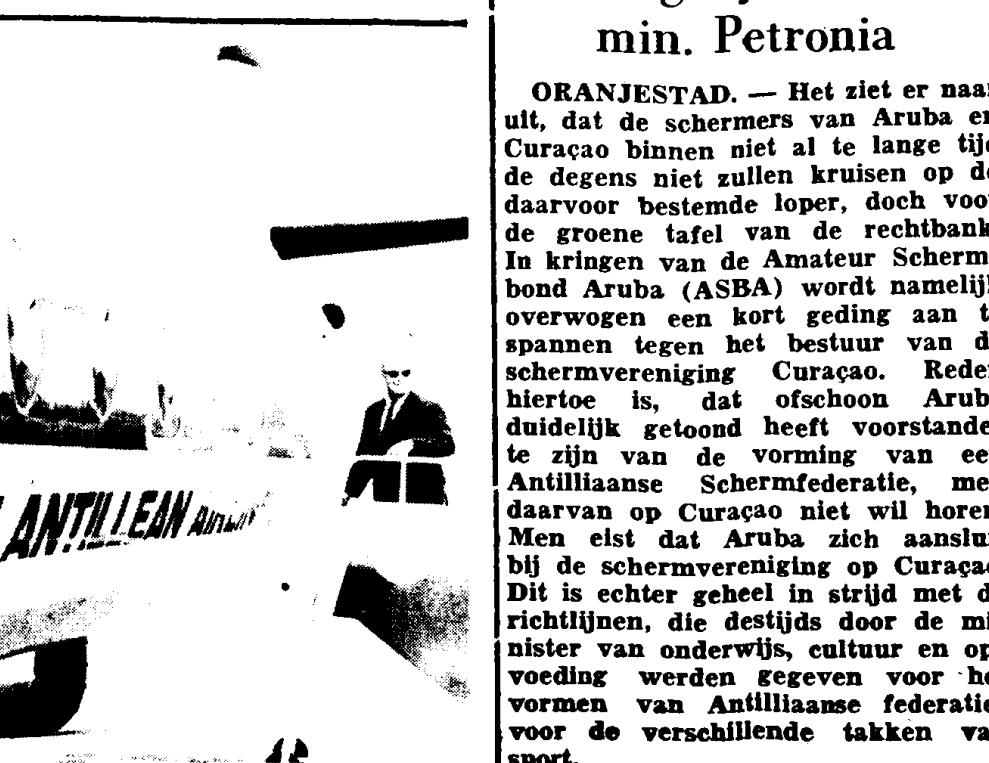 ANTILLEAN
min. Petronia
ORANJESTAD. — Het ziet er naar
uit, dat de schermers van Aruba en
Curaçao binnen niet al te lange tijd
de degens niet zullen kruisen op de
daarvoor bestemde loper, doch voor
de groene tafel van de rechtbank.
In kringen van de Amateur Scherm-
bond Aruba (ASBA) wordt namelijk
overwogen een kort geding aan te
spannen tegen het bestuur van de
schermvereniging Curaçao. Reden
hiertoe is, dat ofschoon Aruba
duidelijk getoond heeft voorstander
te zijn van de vorming van een
Antilliaanse Schermfederatie, men
daarvan op Curaçao niet wil horen.
Men eist dat Aruba zich aansluit
bij de schermvereniging op Curaçao.
Dit is echter geheel in strijd met de
richtlijnen, die destijds door de mi-
nister van onderwijs, cultuur en op-
voeding werden gegeven voor het
vormen van Antilliaanse federaties
voor de verschillende takken van
sport.